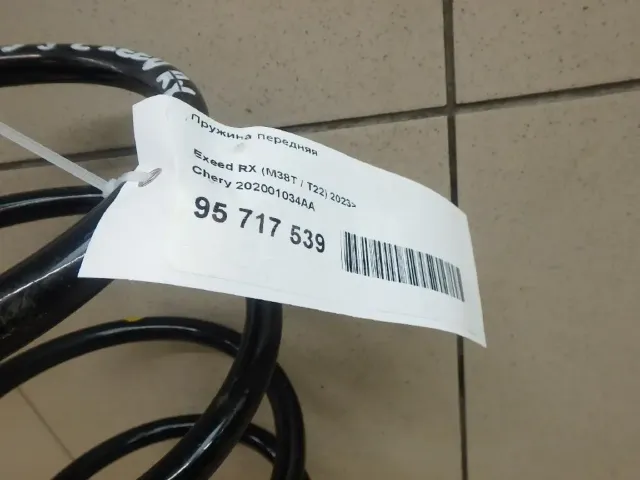 Пружина передняя
Exeed RX (M38T / T22) 2023>
Chery 202001034AA
95 717 539